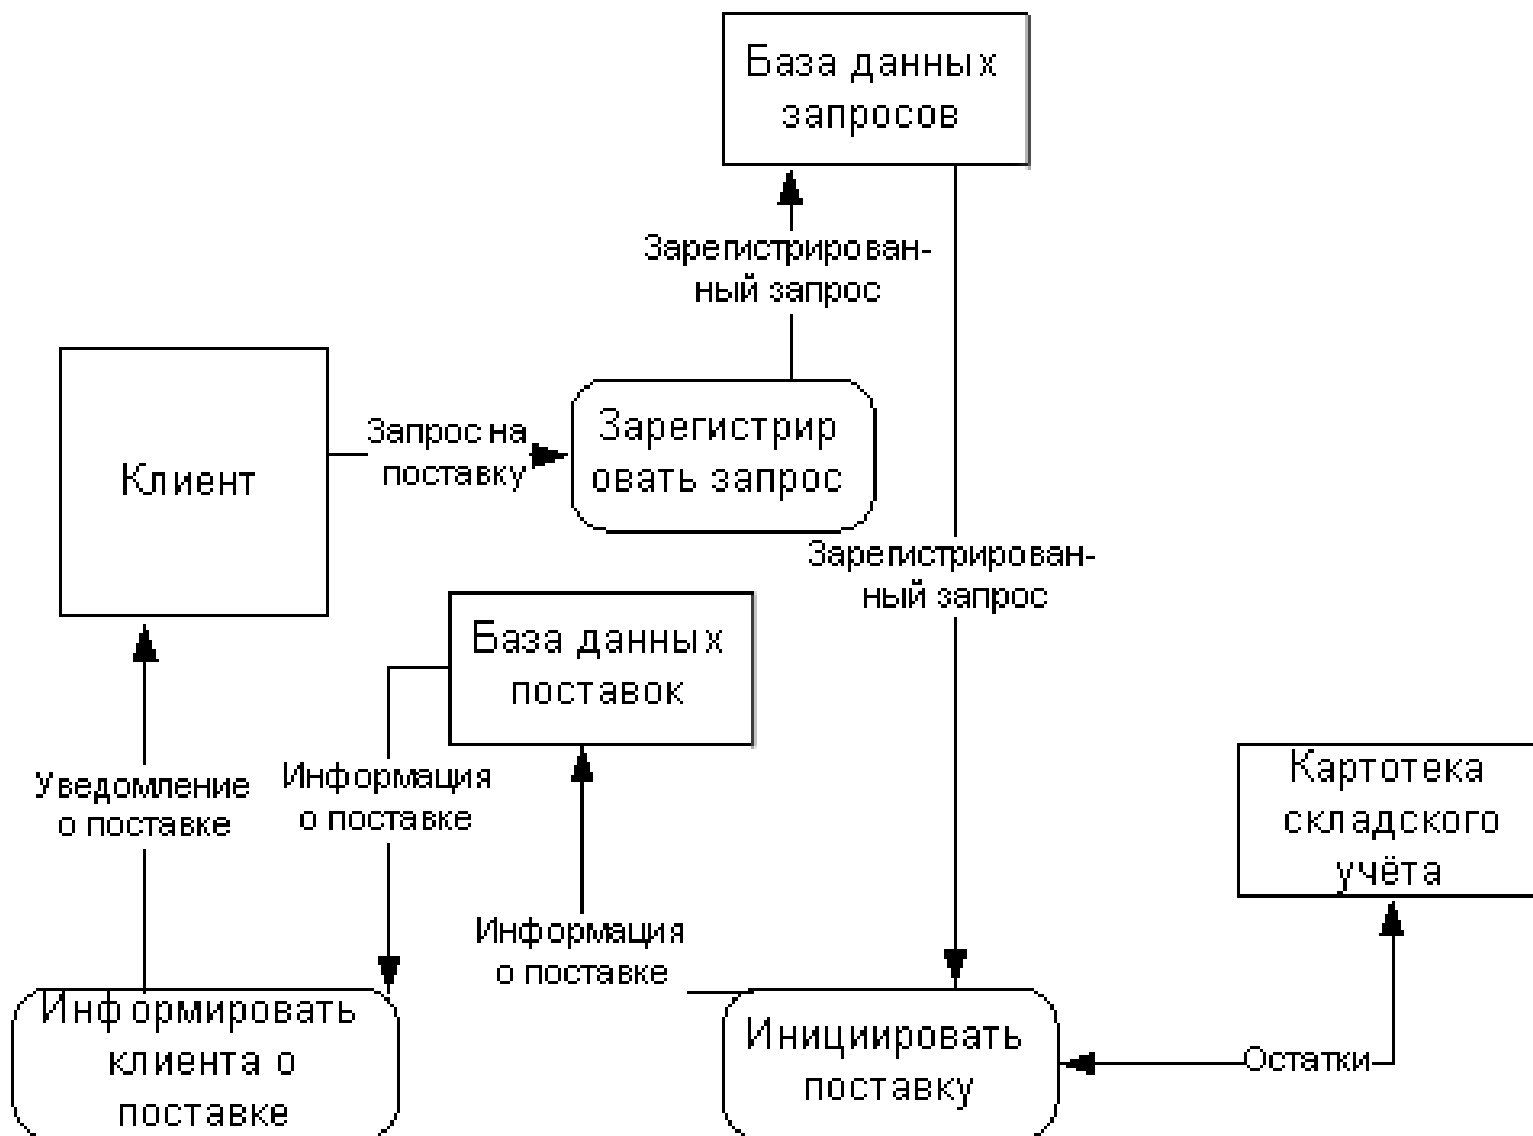 База данных
запросов
Зарегистрирован-
ный запрос
Клиент
Запрос на
поставку
Зарегистрир
овать запрос
Зарегистрирован-
ный запрос
База данных
поставок
Уведомление
о поставке
Информация
о поставке
Картотека
складского
учёта
Информация
о поставке
Информировать
клиента о
поставке
Инициировать
поставку
Остатки